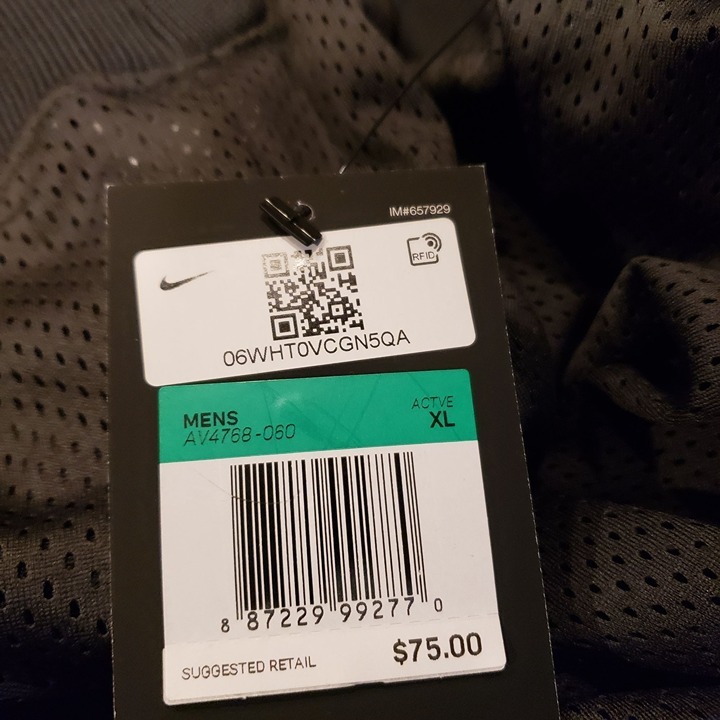 IM#657929
RFID
06WHT0VCGN5QA
MENS
ACTVE
AV4768-060
XL
8 87229 99277 0
SUGGESTED RETAIL
$75.00